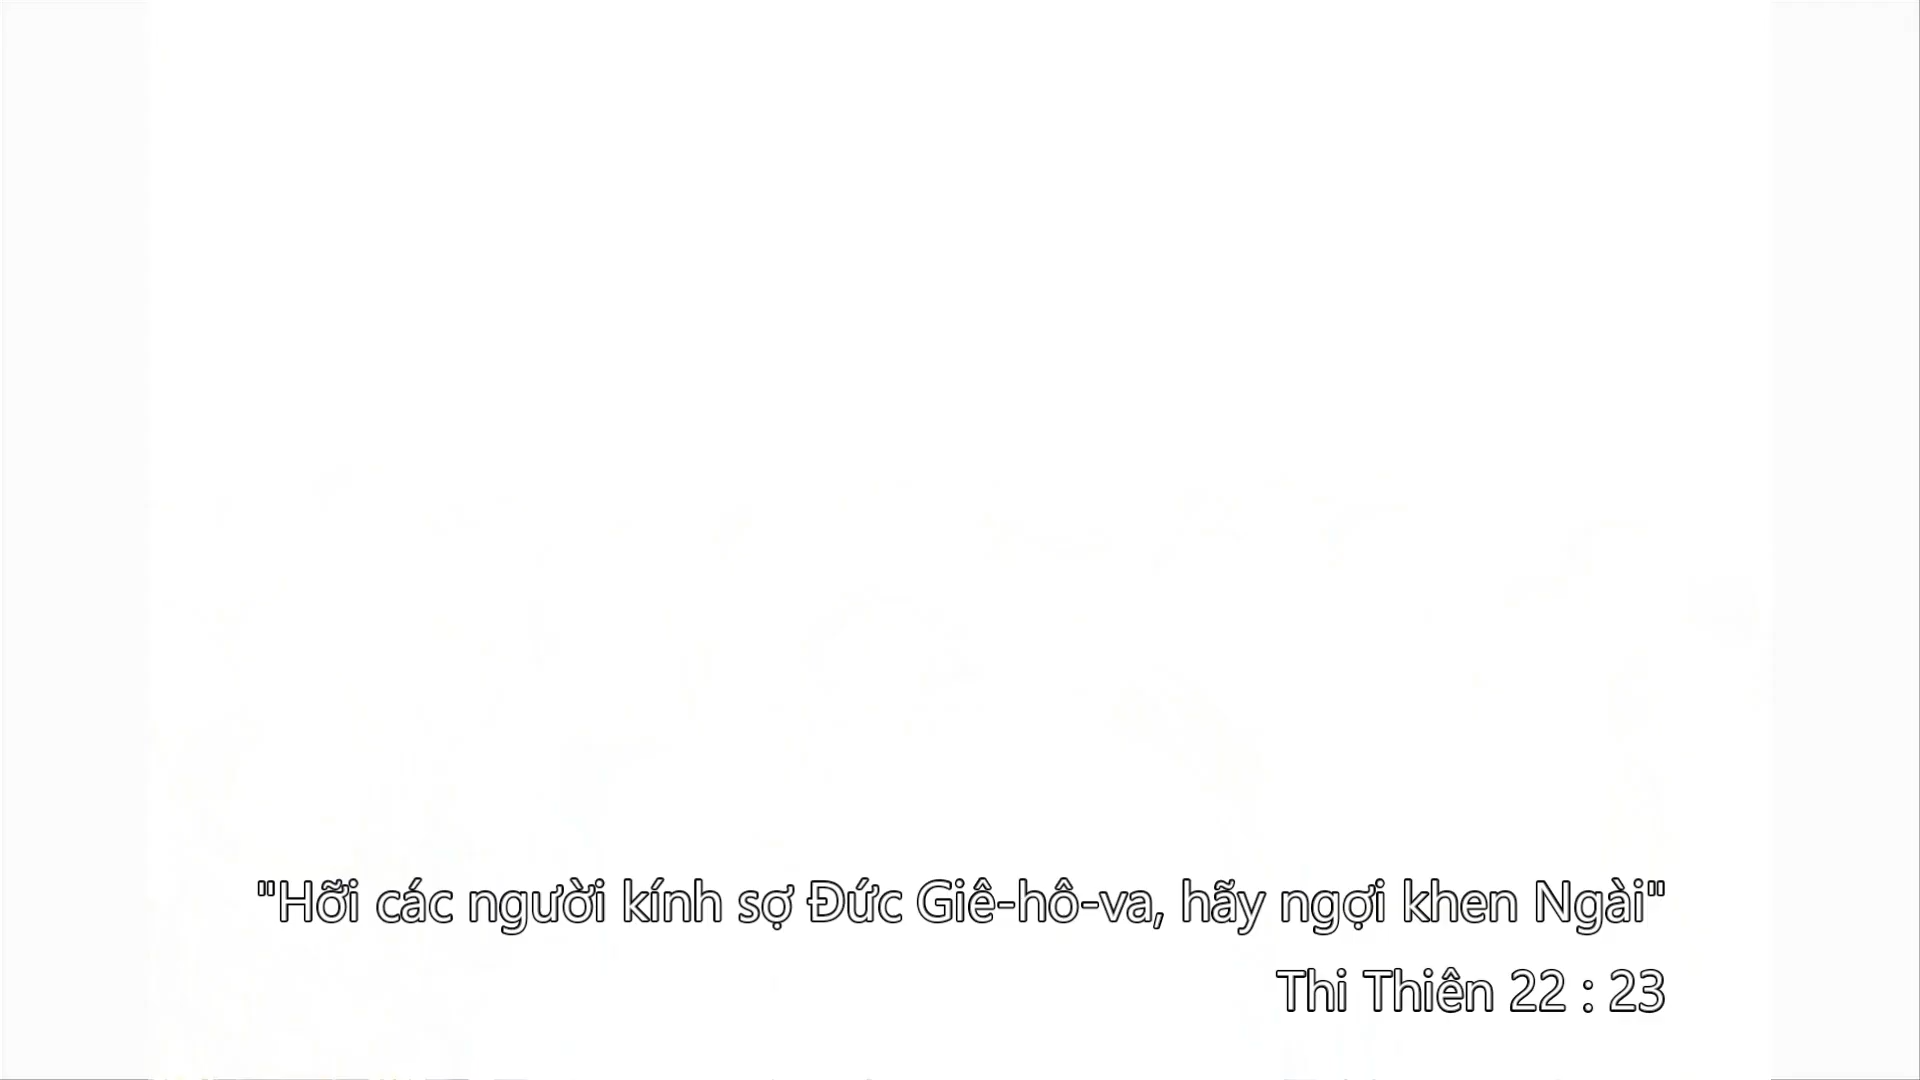 "Hỡi các người kính sợ Đức Giê-hô-va, hãy ngợi khen Ngài"
Thi Thiên 22 : 23